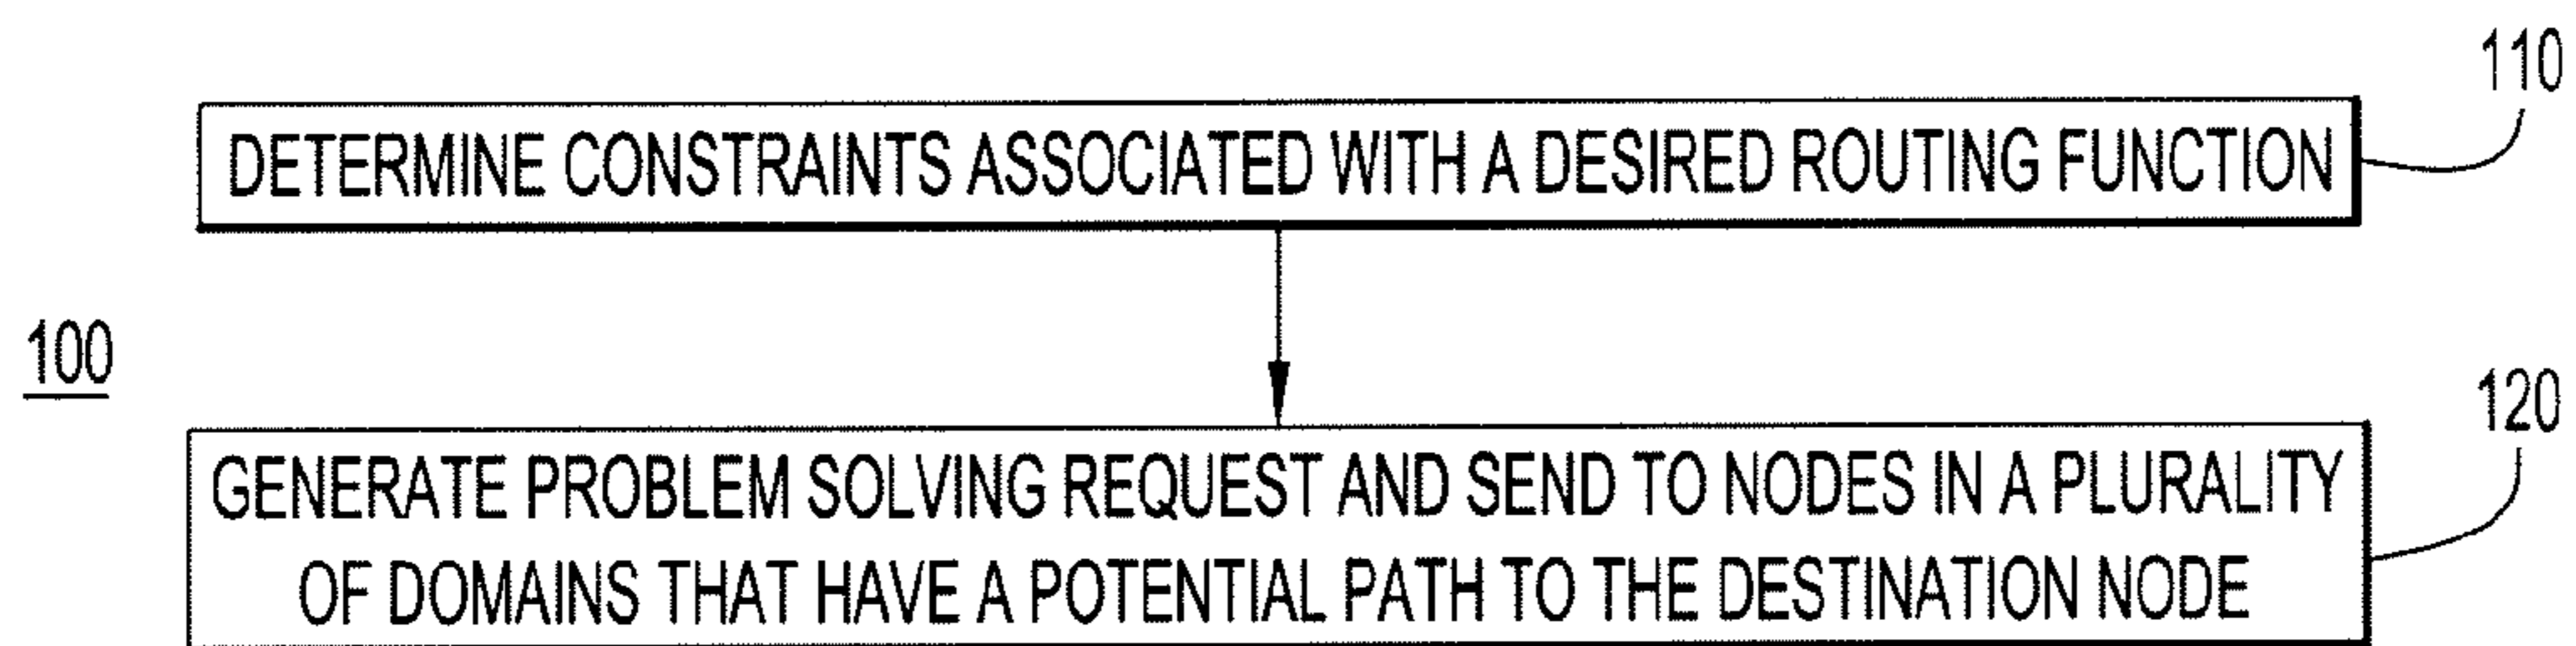 110
DETERMINE CONSTRAINTS ASSOCIATED WITH A DESIRED ROUTING FUNCTION
100
120
GENERATE PROBLEM SOLVING REQUEST AND SEND TO NODES IN A PLURALITY
OF DOMAINS THAT HAVE A POTENTIAL PATH TO THE DESTINATION NODE